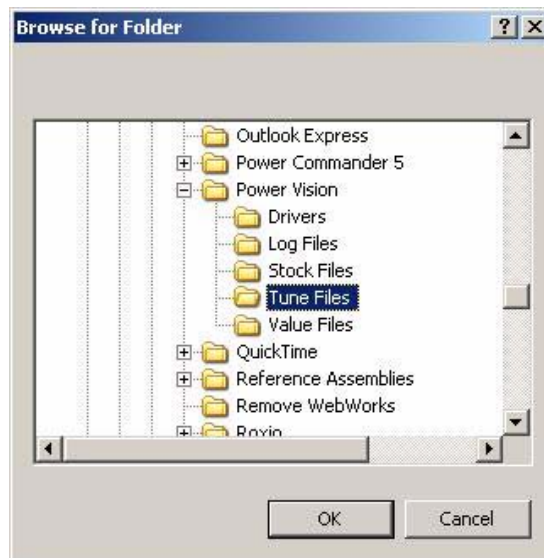 Browse for Folder
Outlook Express
Power Commander 5
Power Vision
Drivers
Log Files
Stock Files
Tune Files
Value Files
QuickTime
Reference Assemblies
Remove WebWorks
Roxio
OK Cancel